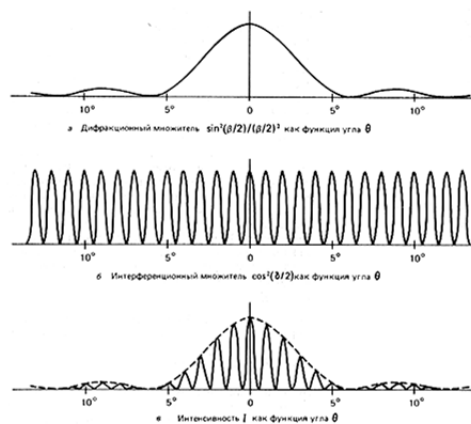 10° 5° 0 5° 10°
а Дифракционный множитель sin²(β/2)/(β/2)² как функция угла θ
10° 5° 0 5° 10°
б Интерференционный множитель cos²(δ/2) как функция угла θ
10° 5° 0 5° 10°
в Интенсивность I как функция угла θ